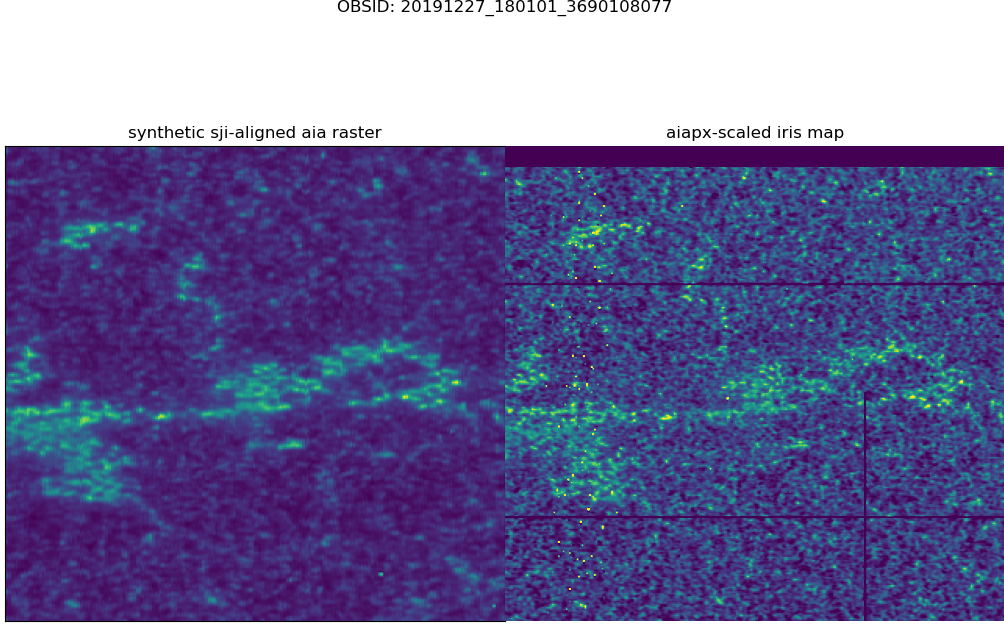 OBSID: 20191227_180101_3690108077
synthetic sji-aligned aia raster
aiapx-scaled iris map